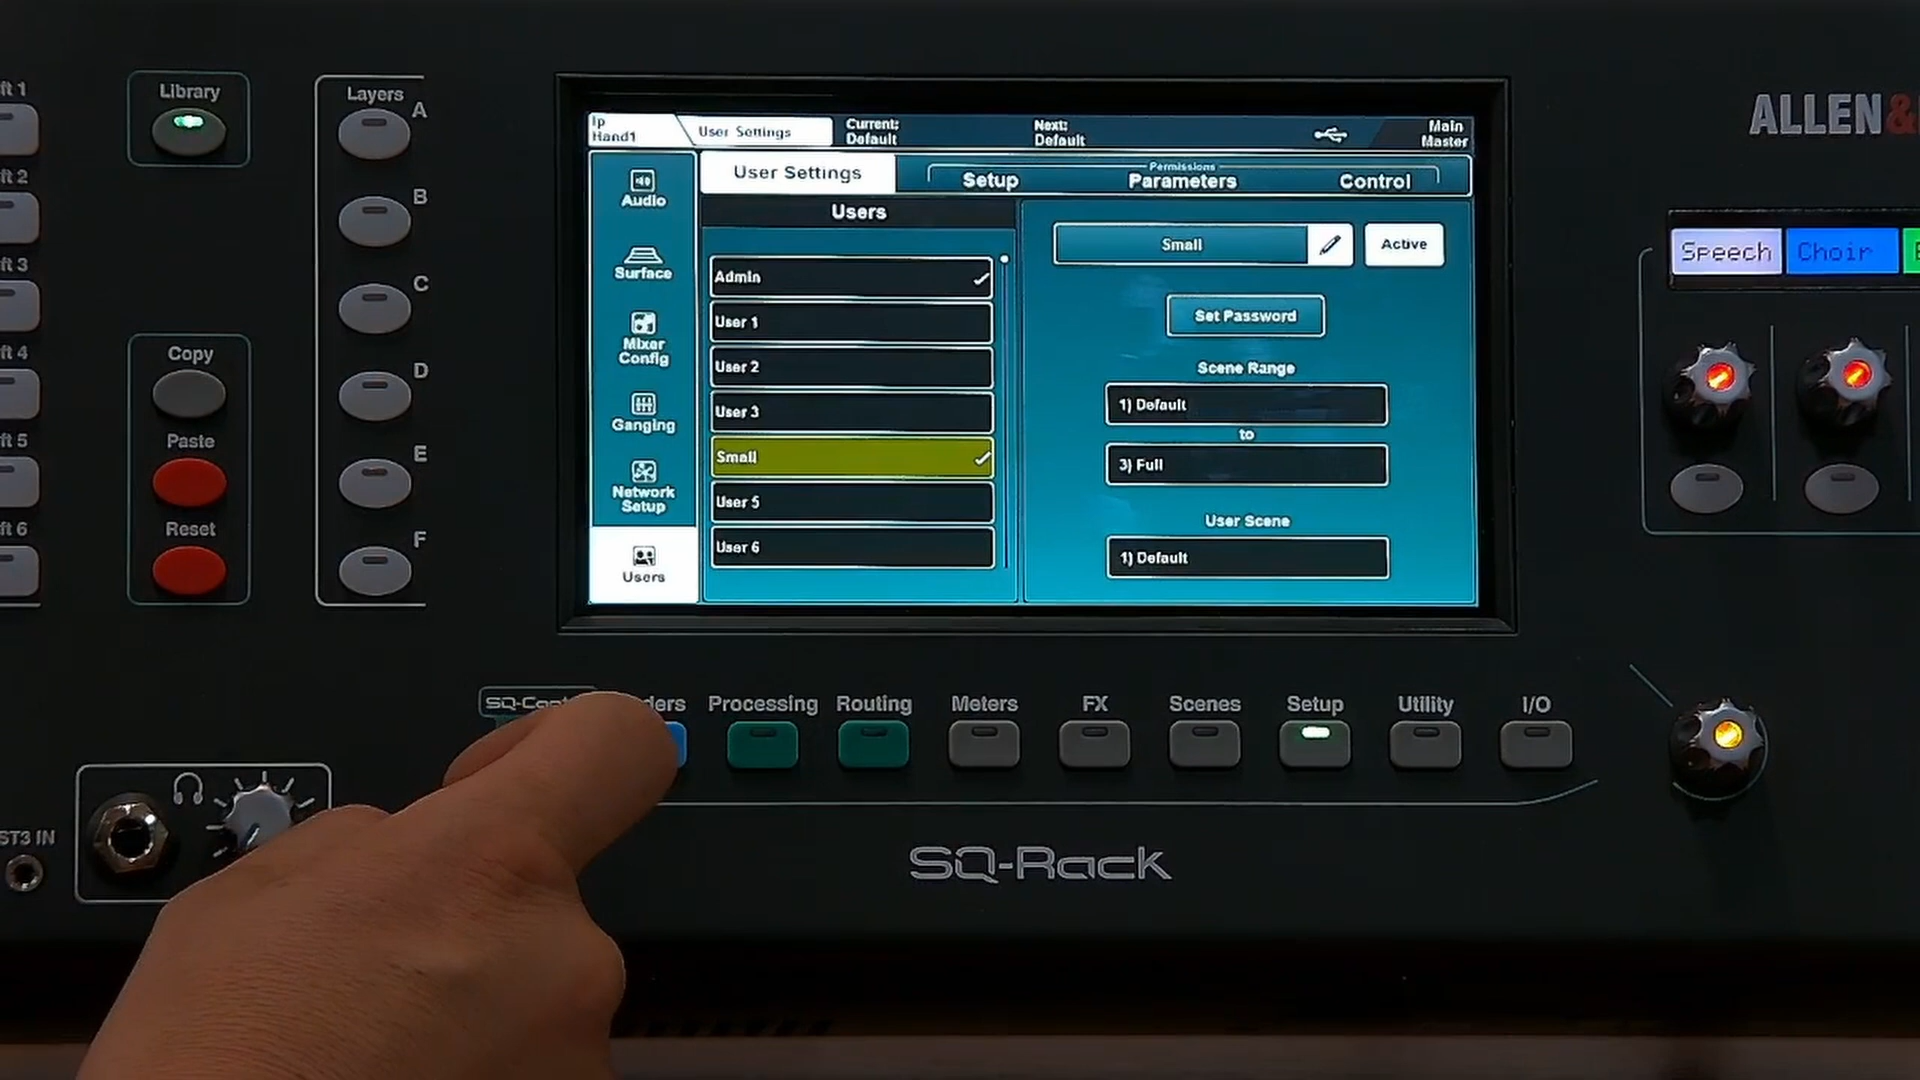 ft 1
ft 2
ft 3
ft 4
ft 5
ft 6
Library
Copy
Paste
Reset
Layers
A
B
C
D
E
F
Ip
Hand1
User Settings
Current:
Default
Next:
Default
Main
Master
User Settings
Permissions
Setup
Parameters
Control
Audio
Surface
Mixer
Config
Ganging
Network
Setup
Users
Users
Admin
User 1
User 2
User 3
Small
User 5
User 6
Small
Active
Set Password
Scene Range
1) Default
to
3) Full
User Scene
1) Default
ALLEN&
Speech
Choir
SQ-Cont
ders
Processing
Routing
Meters
FX
Scenes
Setup
Utility
I/O
ST3 IN
SQ-Rack